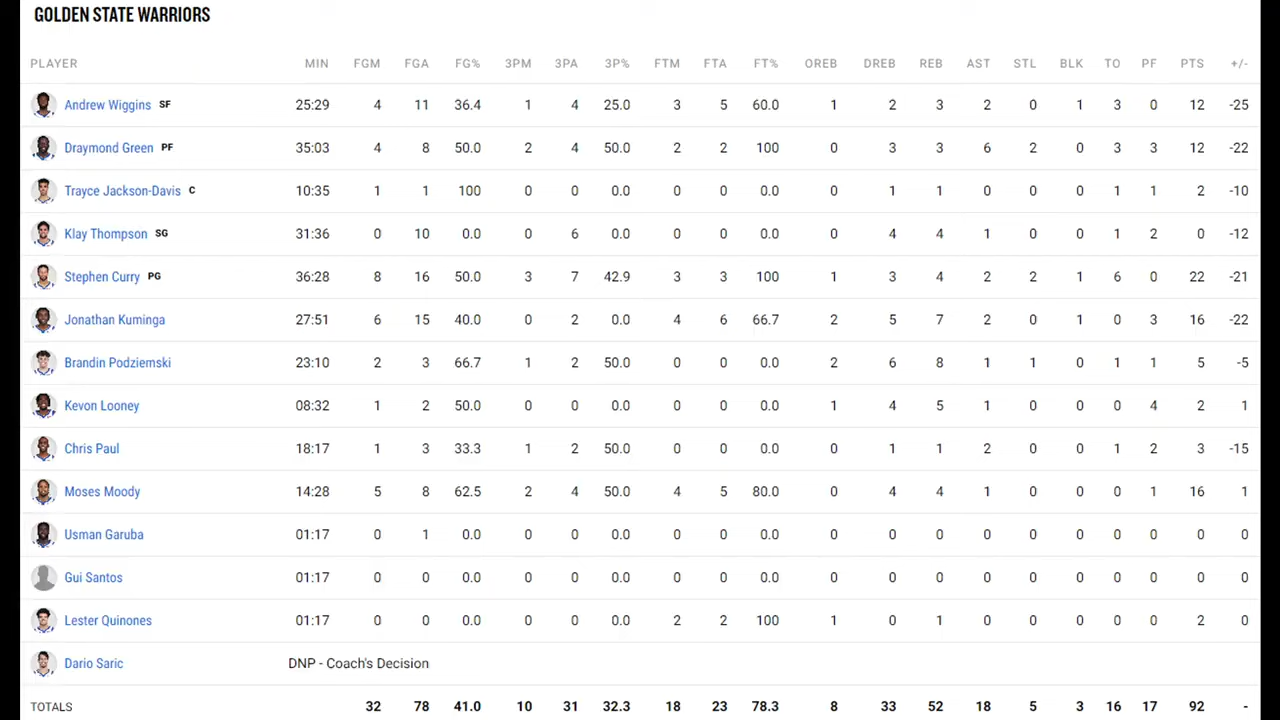 GOLDEN STATE WARRIORS
PLAYER MIN FGM FGA FG% 3PM 3PA 3P% FTM FTA FT% OREB DREB REB AST STL BLK TO PF PTS +/-
Andrew Wiggins SF 25:29 4 11 36.4 1 4 25.0 3 5 60.0 1 2 3 2 0 1 3 0 12 -25
Draymond Green PF 35:03 4 8 50.0 2 4 50.0 2 2 100 0 3 3 6 2 0 3 3 12 -22
Trayce Jackson-Davis C 10:35 1 1 100 0 0 0.0 0 0 0.0 0 1 1 0 0 0 1 1 2 -10
Klay Thompson SG 31:36 0 10 0.0 0 6 0.0 0 0 0.0 0 4 4 1 0 0 1 2 0 -12
Stephen Curry PG 36:28 8 16 50.0 3 7 42.9 3 3 100 1 3 4 2 2 1 6 0 22 -21
Jonathan Kuminga 27:51 6 15 40.0 0 2 0.0 4 6 66.7 2 5 7 2 0 1 0 3 16 -22
Brandin Podziemski 23:10 2 3 66.7 1 2 50.0 0 0 0.0 2 6 8 1 1 0 1 1 5 -5
Kevon Looney 08:32 1 2 50.0 0 0 0.0 0 0 0.0 1 4 5 1 0 0 0 4 2 1
Chris Paul 18:17 1 3 33.3 1 2 50.0 0 0 0.0 0 1 1 2 0 0 1 2 3 -15
Moses Moody 14:28 5 8 62.5 2 4 50.0 4 5 80.0 0 4 4 1 0 0 0 1 16 1
Usman Garuba 01:17 0 1 0.0 0 0 0.0 0 0 0.0 0 0 0 0 0 0 0 0 0 0
Gui Santos 01:17 0 0 0.0 0 0 0.0 0 0 0.0 0 0 0 0 0 0 0 0 0 0
Lester Quinones 01:17 0 0 0.0 0 0 0.0 2 2 100 1 0 1 0 0 0 0 0 2 0
Dario Saric DNP - Coach's Decision
TOTALS 32 78 41.0 10 31 32.3 18 23 78.3 8 33 52 18 5 3 16 17 92 -